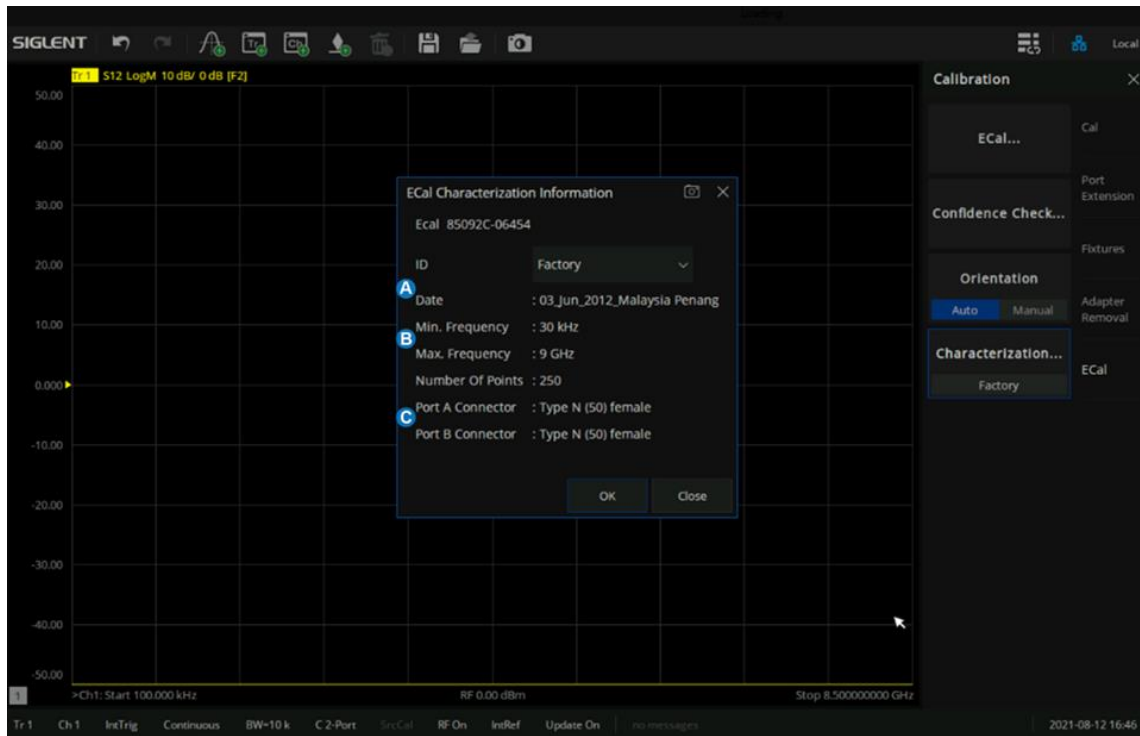 Loading
SIGLENT
Tr
Ch
Local
Tr 1 S12 LogM 10 dB/ 0 dB [F2]
50.00
40.00
30.00
20.00
10.00
0.000
-10.00
-20.00
-30.00
-40.00
-50.00
ECal Characterization Information
Ecal 85092C-06454
ID Factory
A
Date : 03_Jun_2012_Malaysia Penang
Min. Frequency : 30 kHz
B
Max. Frequency : 9 GHz
Number Of Points : 250
Port A Connector : Type N (50) female
C
Port B Connector : Type N (50) female
OK Close
Calibration
ECal...
Confidence Check...
Orientation
Auto Manual
Characterization...
Factory
Cal
Port
Extension
Fixtures
Adapter
Removal
ECal
1 >Ch1: Start 100.000 kHz RF 0.00 dBm Stop 8.500000000 GHz
Tr 1 Ch 1 IntTrig Continuous BW=10 k C 2-Port SrcCal RF On IntRef Update On no messages 2021-08-12 16:46